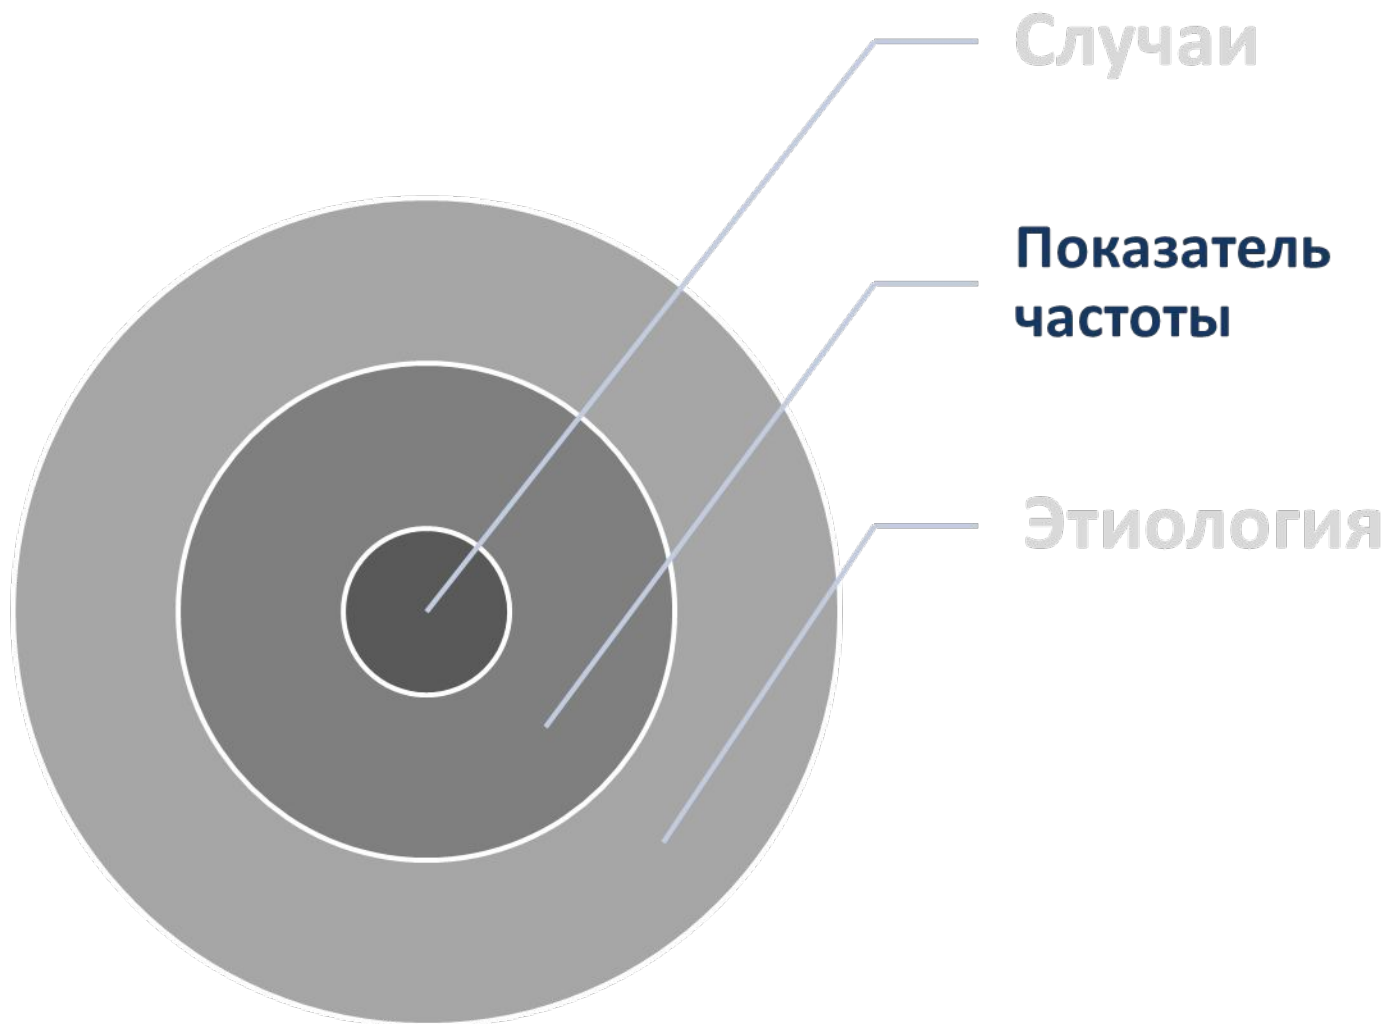 Случаи
Показатель
частоты
Этиология